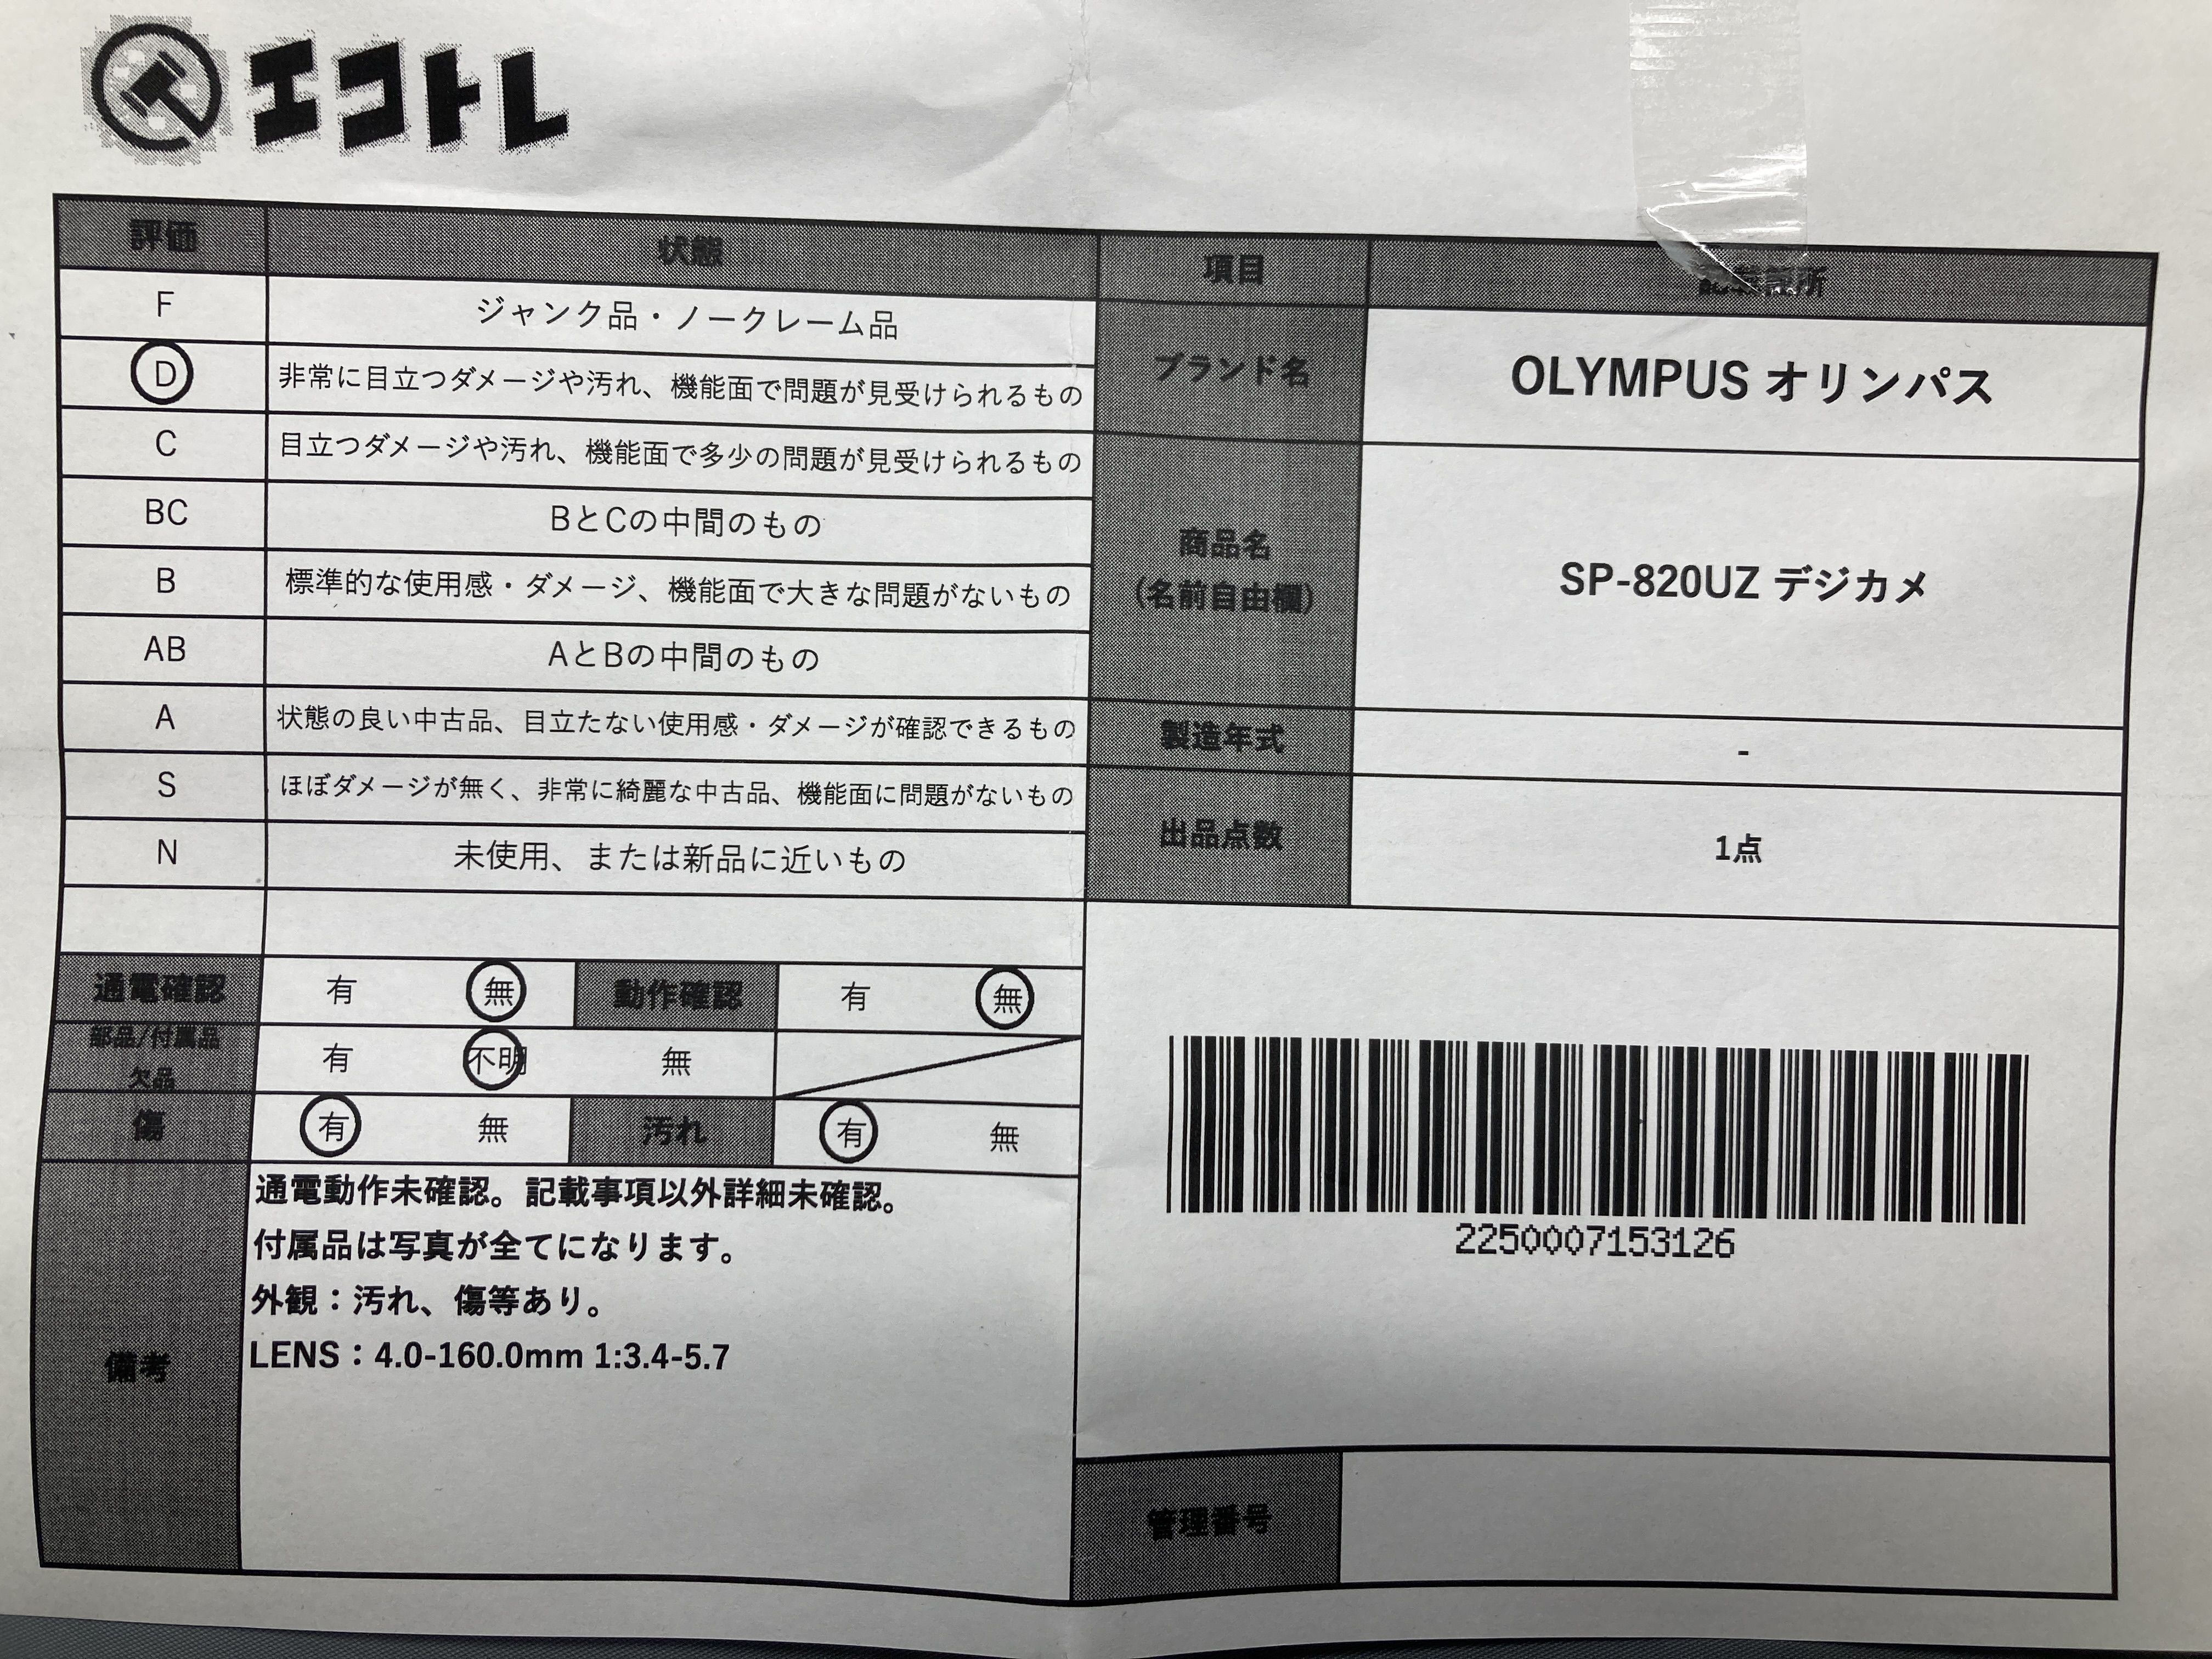 エコトレ
評価
状態
F
ジャンク品・ノークレーム品
D
非常に目立つダメージや汚れ、機能面で問題が見受けられるもの
C
目立つダメージや汚れ、機能面で多少の問題が見受けられるもの
BC
BとCの中間のもの
B
標準的な使用感・ダメージ、機能面で大きな問題がないもの
AB
AとBの中間のもの
A
状態の良い中古品、目立たない使用感・ダメージが確認できるもの
S
ほぼダメージが無く、非常に綺麗な中古品、機能面に問題がないもの
N
未使用、または新品に近いもの
通電確認
有 無
動作確認
有 無
部品/付属品
欠品
有 不明 無
傷
有 無
汚れ
有 無
備考
通電動作未確認。記載事項以外詳細未確認。
付属品は写真が全てになります。
外観：汚れ、傷等あり。
LENS：4.0-160.0mm 1:3.4-5.7
項目
ブランド名
OLYMPUS オリンパス
商品名
(名前自由欄)
SP-820UZ デジカメ
製造年式
-
出品点数
1点
2250007153126
管理番号